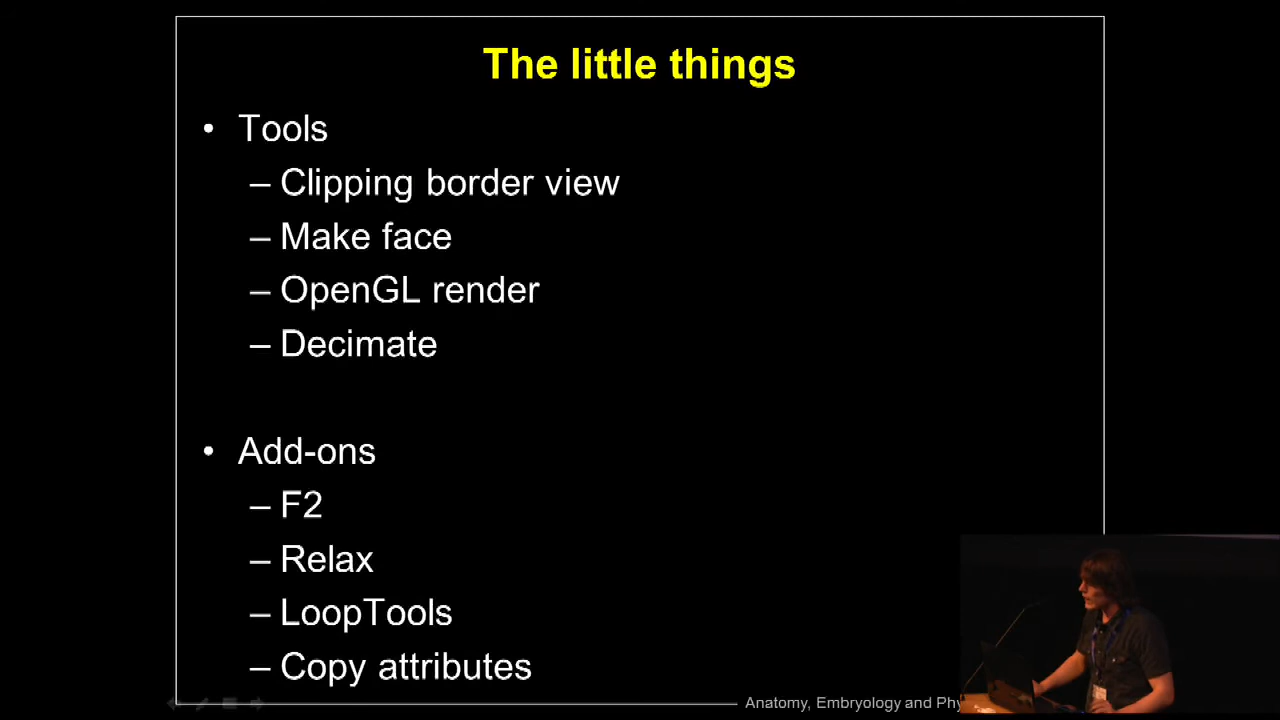 The little things
• Tools
– Clipping border view
– Make face
– OpenGL render
– Decimate
• Add-ons
– F2
– Relax
– LoopTools
– Copy attributes
Anatomy, Embryology and